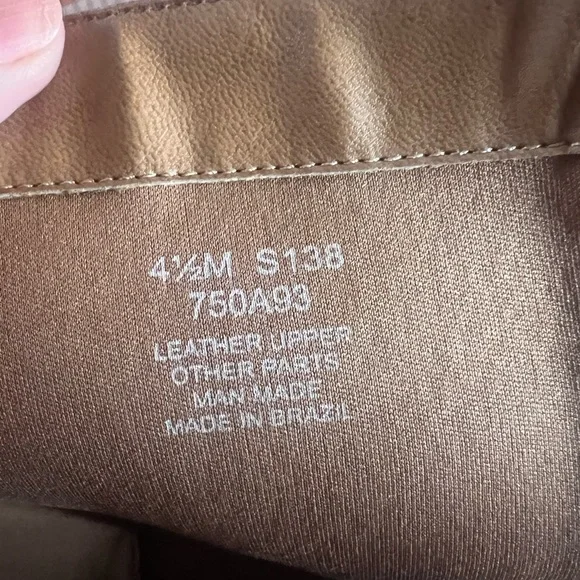 4½M S138
750A93
LEATHER UPPER
OTHER PARTS
MAN MADE
MADE IN BRAZIL